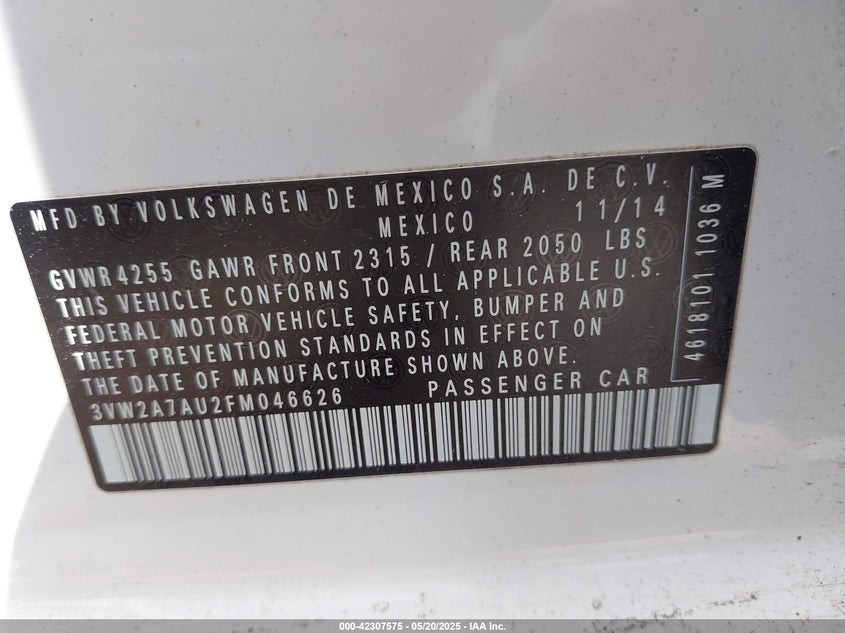 MFD BY VOLKSWAGEN DE MEXICO S.A. DE C.V.
MEXICO 11/14
GVWR 4255 GAWR FRONT 2315 / REAR 2050 LBS
THIS VEHICLE CONFORMS TO ALL APPLICABLE U.S.
FEDERAL MOTOR VEHICLE SAFETY, BUMPER AND
THEFT PREVENTION STANDARDS IN EFFECT ON
THE DATE OF MANUFACTURE SHOWN ABOVE.
3VW2A7AU2FM046626 PASSENGER CAR
4618101 1036 M
000-42307575 - 05/20/2025 - IAA Inc.